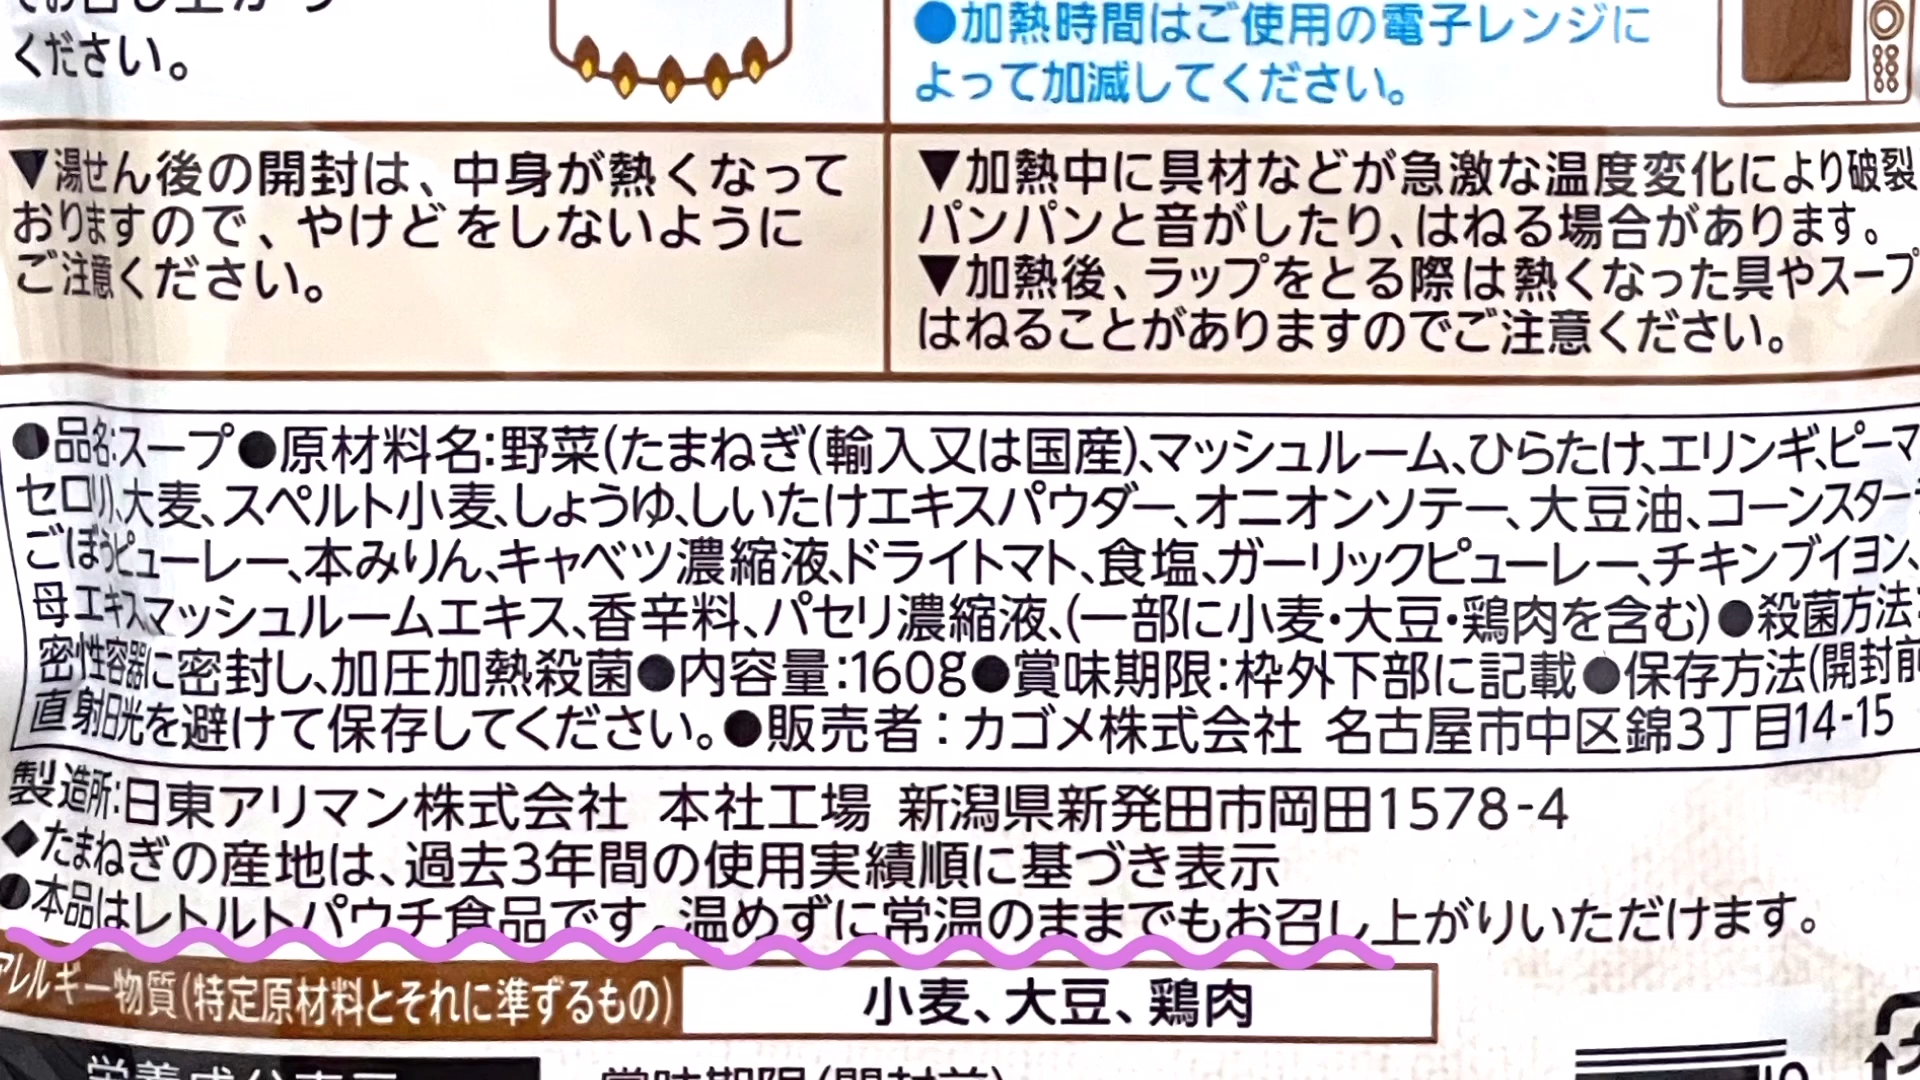 ください。
●加熱時間はご使用の電子レンジに
よって加減してください。
▼湯せん後の開封は、中身が熱くなって
おりますので、やけどをしないように
ご注意ください。
▼加熱中に具材などが急激な温度変化により破裂
パンパンと音がしたり、はねる場合があります。
▼加熱後、ラップをとる際は熱くなった具やスープ
はねることがありますのでご注意ください。
●品名:スープ●原材料名:野菜(たまねぎ(輸入又は国産)、マッシュルーム、ひらたけ、エリンギ、ピーマ
セロリ)、大麦、スペルト小麦、しょうゆ、しいたけエキスパウダー、オニオンソテー、大豆油、コーンスター
ごぼうピューレー、本みりん、キャベツ濃縮液、ドライトマト、食塩、ガーリックピューレー、チキンブイヨン、
母エキス、マッシュルームエキス、香辛料、パセリ濃縮液、(一部に小麦・大豆・鶏肉を含む)●殺菌方法:
密性容器に密封し、加圧加熱殺菌●内容量:160g●賞味期限:枠外下部に記載●保存方法(開封前
直射日光を避けて保存してください。●販売者:カゴメ株式会社 名古屋市中区錦3丁目14-15
製造所:日東アリマン株式会社 本社工場 新潟県新発田市岡田1578-4
◆たまねぎの産地は、過去3年間の使用実績順に基づき表示
●本品はレトルトパウチ食品です。温めずに常温のままでもお召し上がりいただけます。
アレルギー物質(特定原材料とそれに準ずるもの) 小麦、大豆、鶏肉